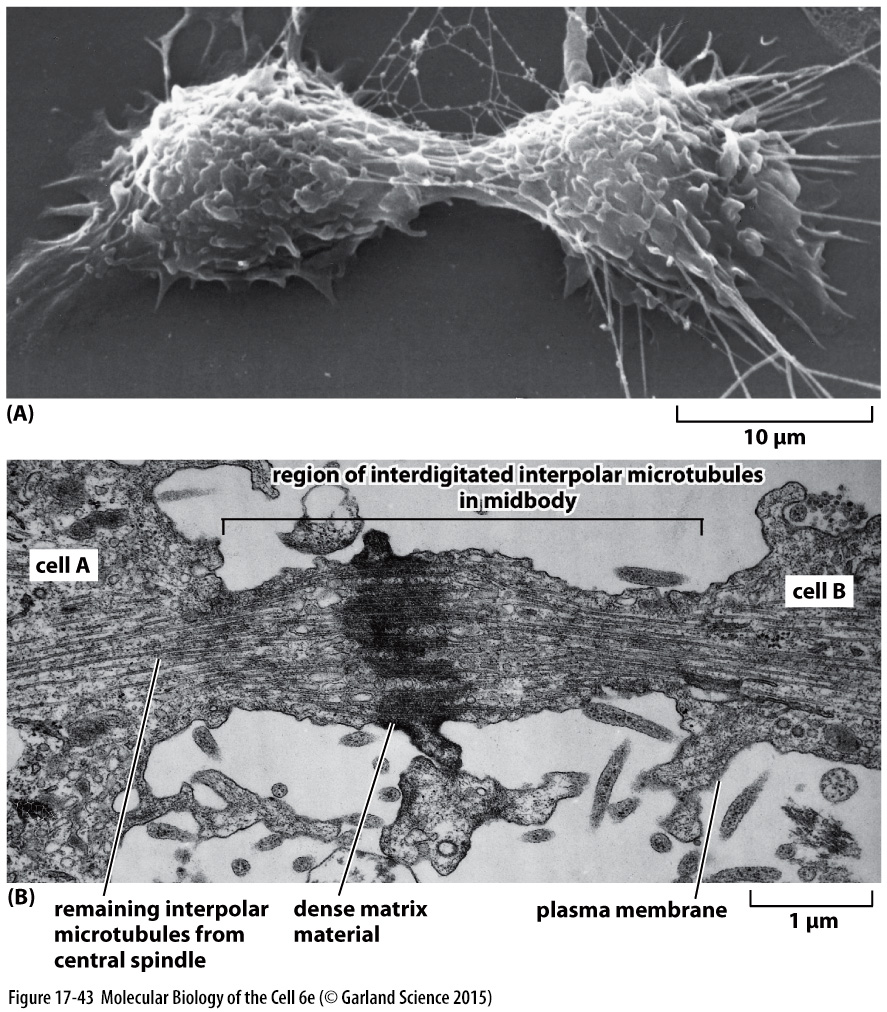 (A)
10 µm
region of interdigitated interpolar microtubules
in midbody
cell A
cell B
(B)
remaining interpolar
microtubules from
central spindle
dense matrix
material
plasma membrane
1 µm
Figure 17-43 Molecular Biology of the Cell 6e (© Garland Science 2015)